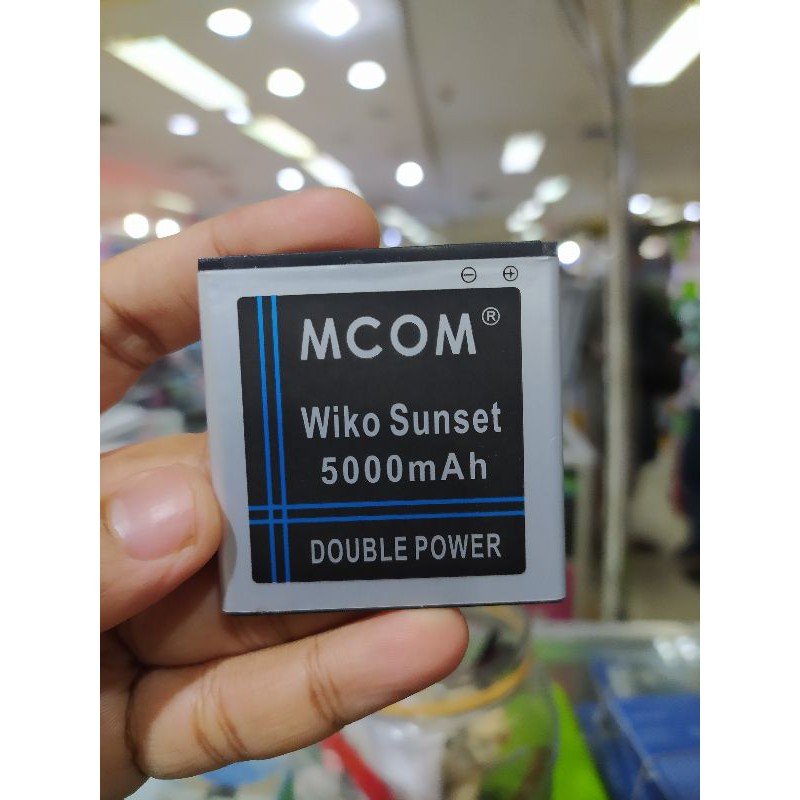 ⊖ ⊕
MCOM®
Wiko Sunset
5000mAh
DOUBLE POWER